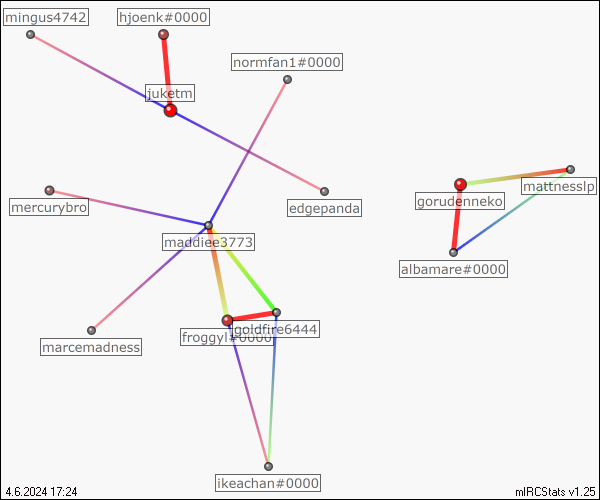 mingus4742
hjoenk#0000
normfan1#0000
juketm
mattnesslp
gorudenneko
mercurybro
edgepanda
maddiee3773
albamare#0000
goldfire6444
froggyl#0000
marcemadness
ikeachan#0000
4.6.2024 17:24
mIRCStats v1.25